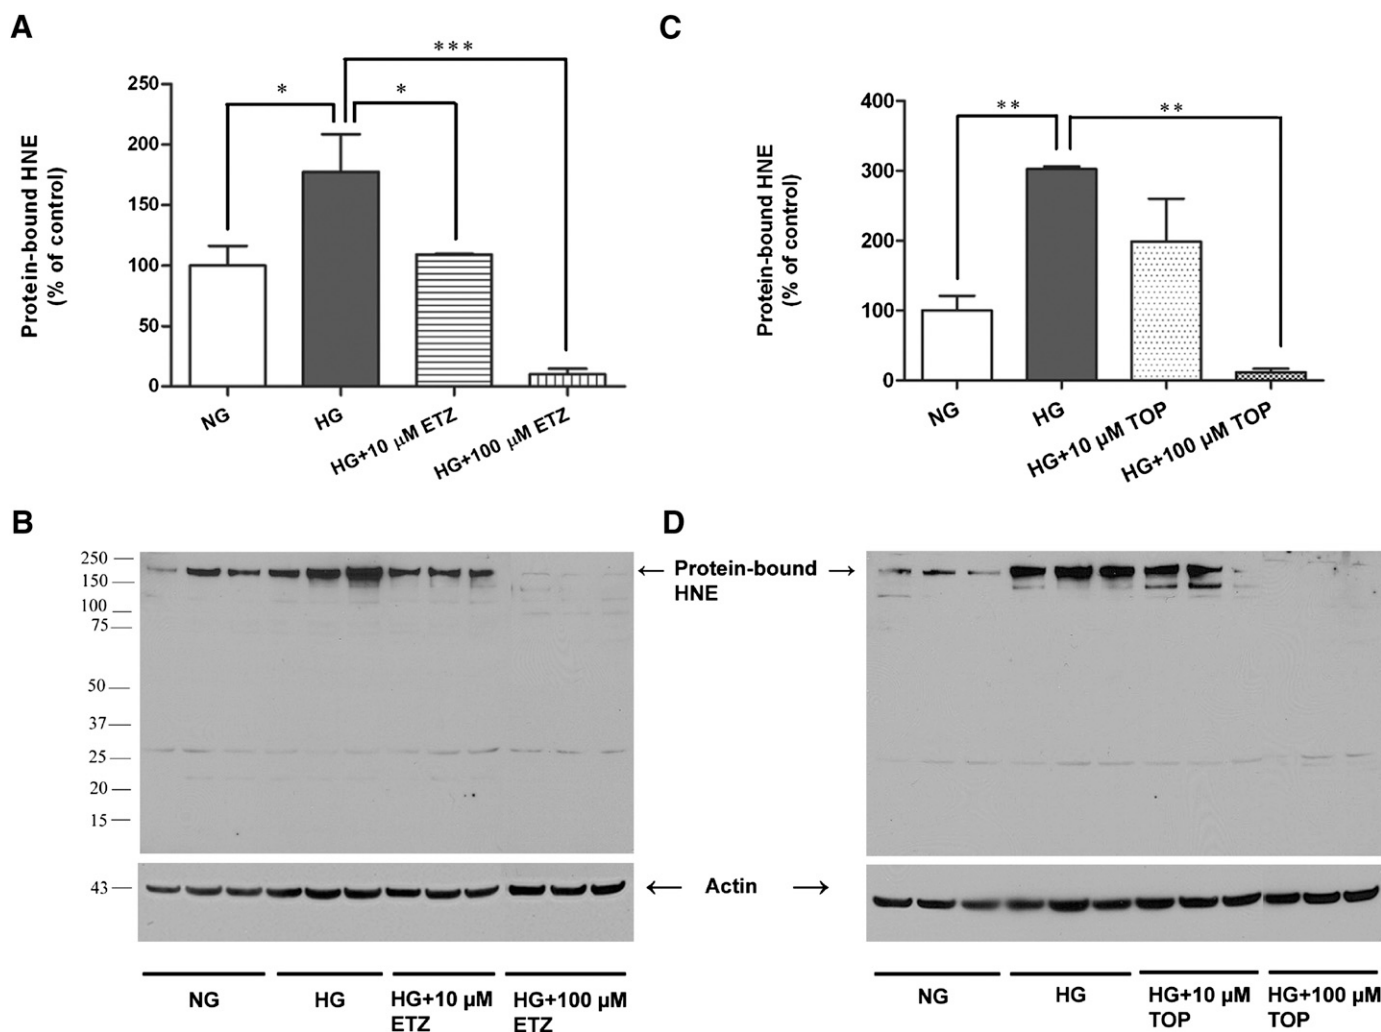 A
***
*
*
250
200
150
100
50
0
Protein-bound HNE
(% of control)
NG
HG
HG+10 µM ETZ
HG+100 µM ETZ
C
**
**
400
300
200
100
0
Protein-bound HNE
(% of control)
NG
HG
HG+10 µM TOP
HG+100 µM TOP
B
250
150
100
75
50
37
25
20
15
43
← Protein-bound →
HNE
← Actin →
NG
HG
HG+10 µM
ETZ
HG+100 µM
ETZ
D
NG
HG
HG+10 µM
TOP
HG+100 µM
TOP